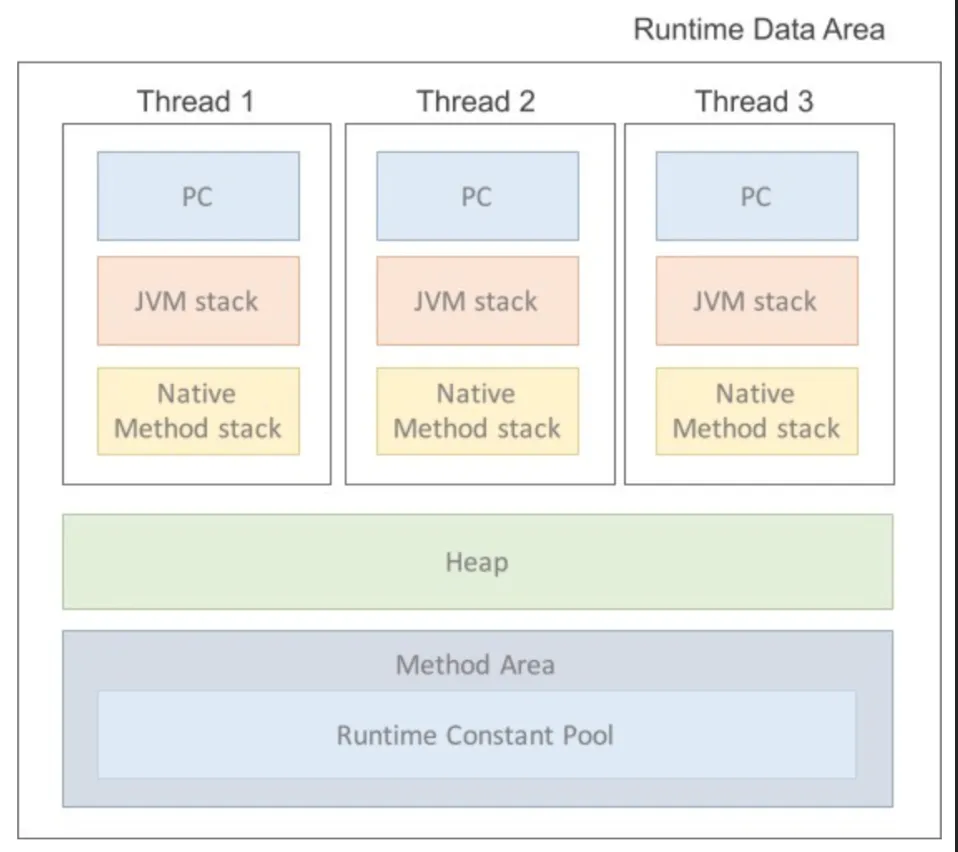 Runtime Data Area
Thread 1
Thread 2
Thread 3
PC
PC
PC
JVM stack
JVM stack
JVM stack
Native
Method stack
Native
Method stack
Native
Method stack
Heap
Method Area
Runtime Constant Pool